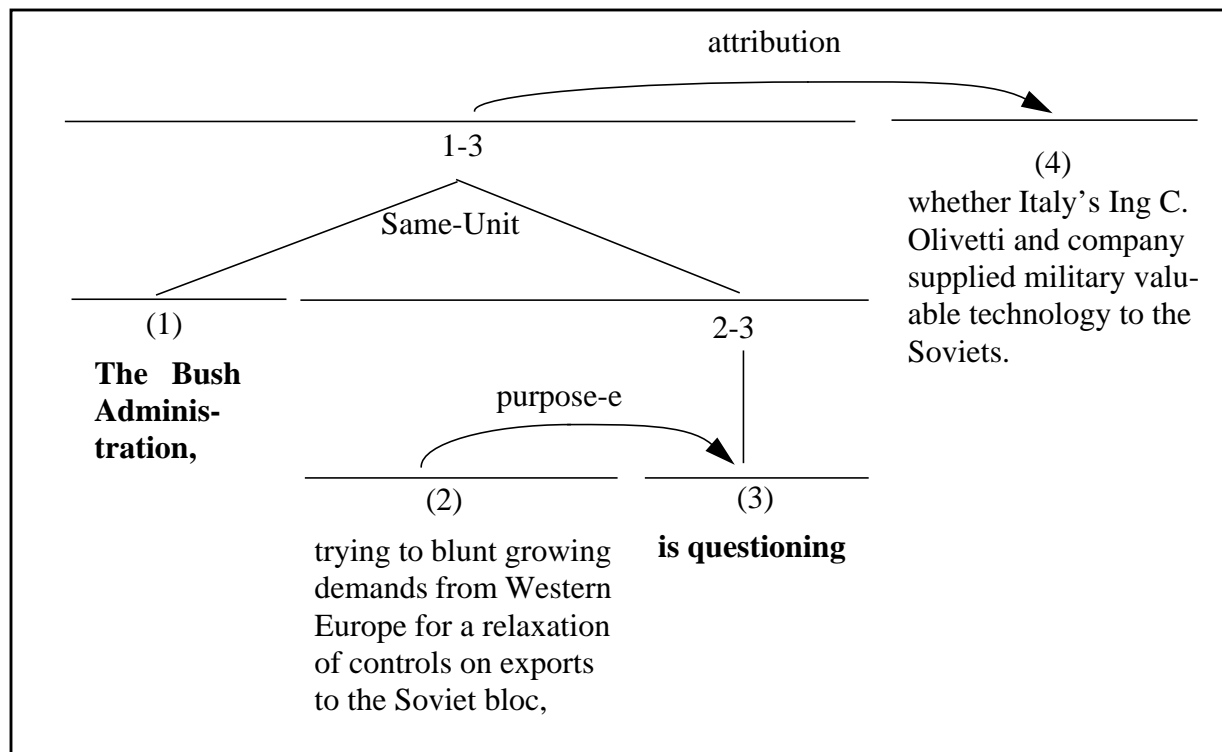 attribution
1-3
(4)
whether Italy’s Ing C.
Olivetti and company
supplied military valu-
able technology to the
Soviets.
Same-Unit
(1)
The Bush
Adminis-
tration,
2-3
purpose-e
(2)
trying to blunt growing
demands from Western
Europe for a relaxation
of controls on exports
to the Soviet bloc,
(3)
is questioning